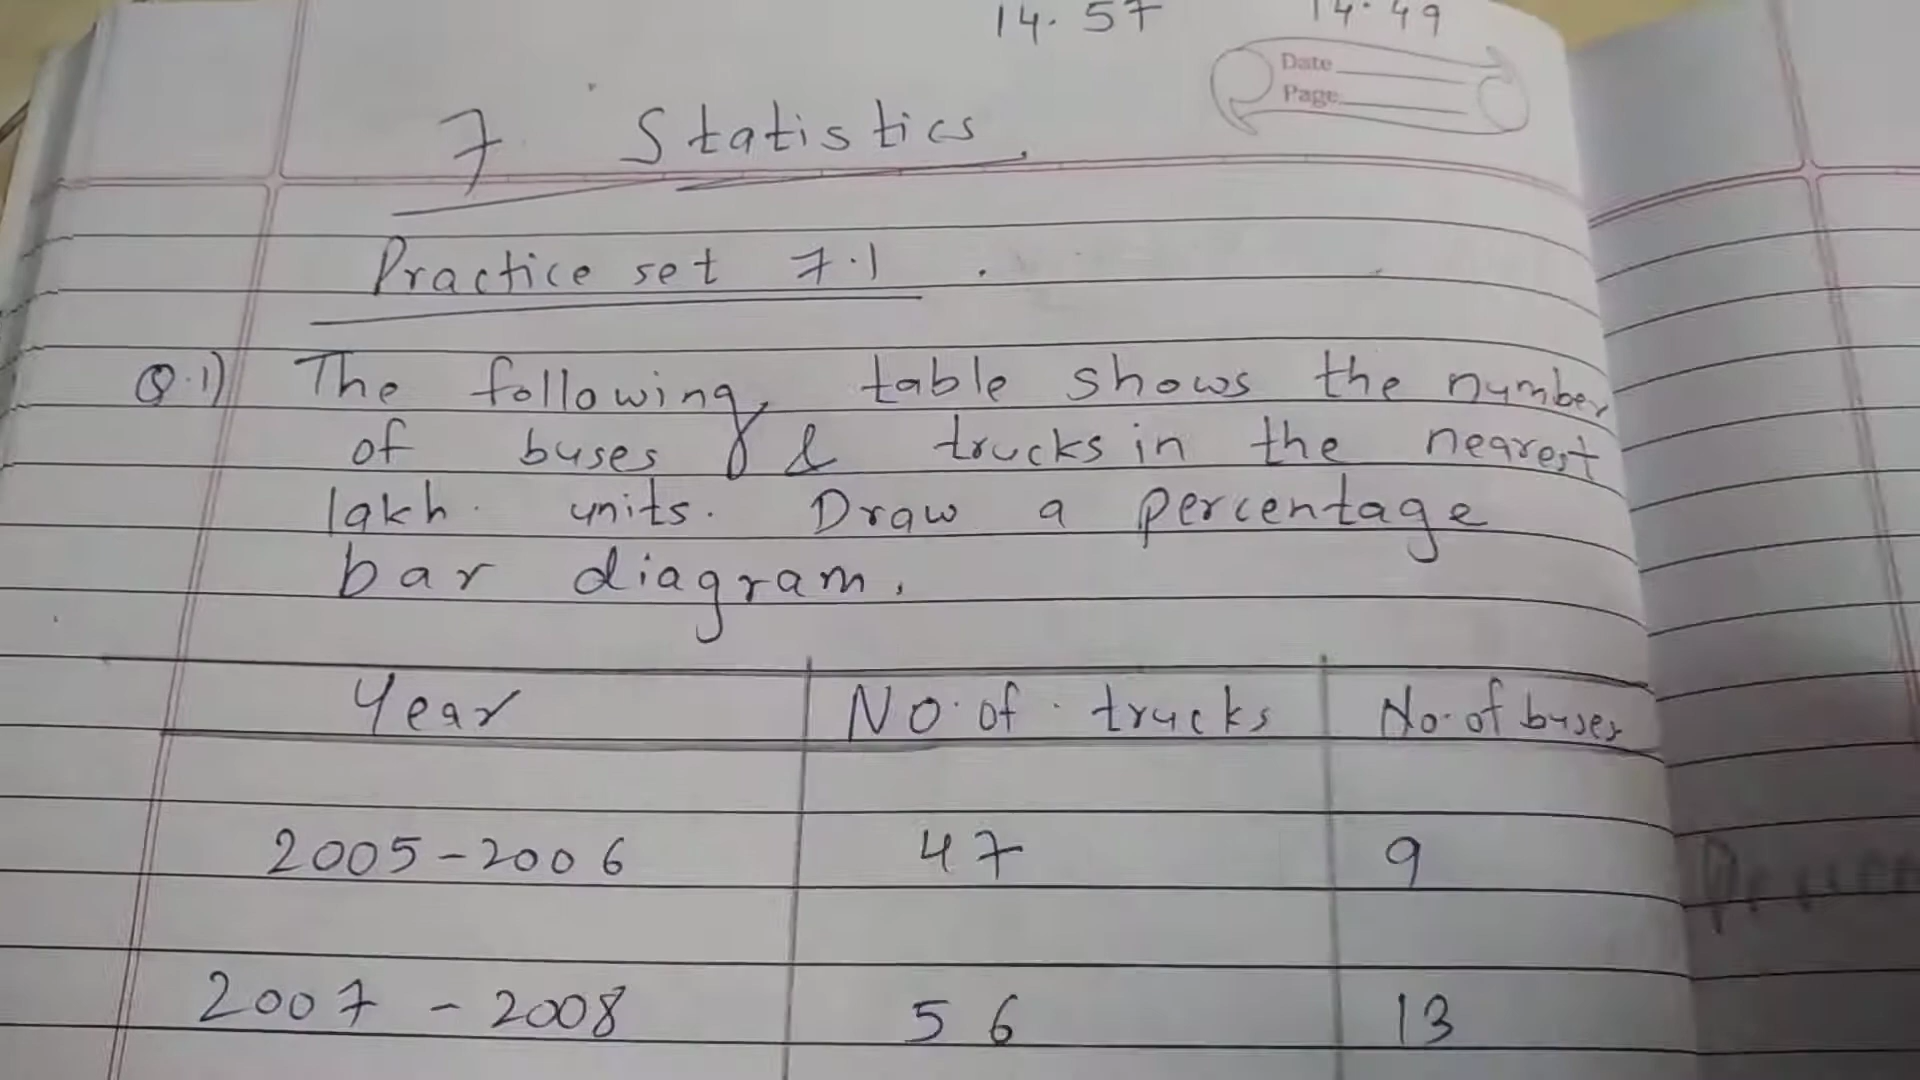 14.57 14.49
Date
Page
7. Statistics.
Practice set 7.1.
Q.1) The following, table shows the number
of buses & trucks in the nearest
lakh. units. Draw a percentage
bar diagram.
Year No. of. trucks No. of buses
2005-2006 47 9
2007-2008 56 13